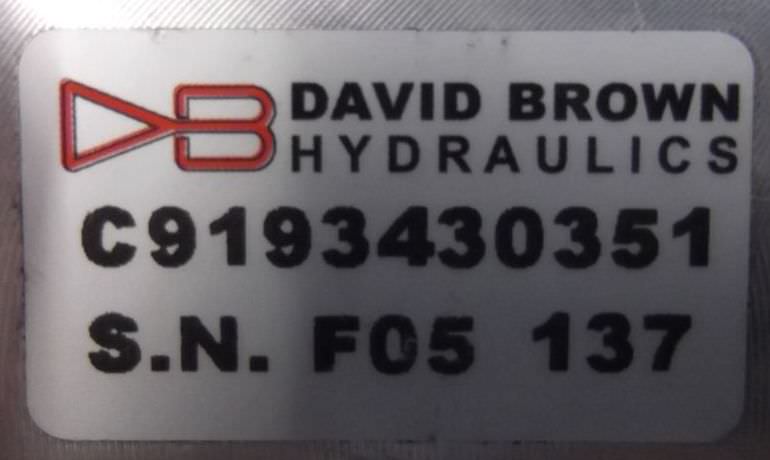 DAVID BROWN
HYDRAULICS
C9193430351
S.N. F05 137